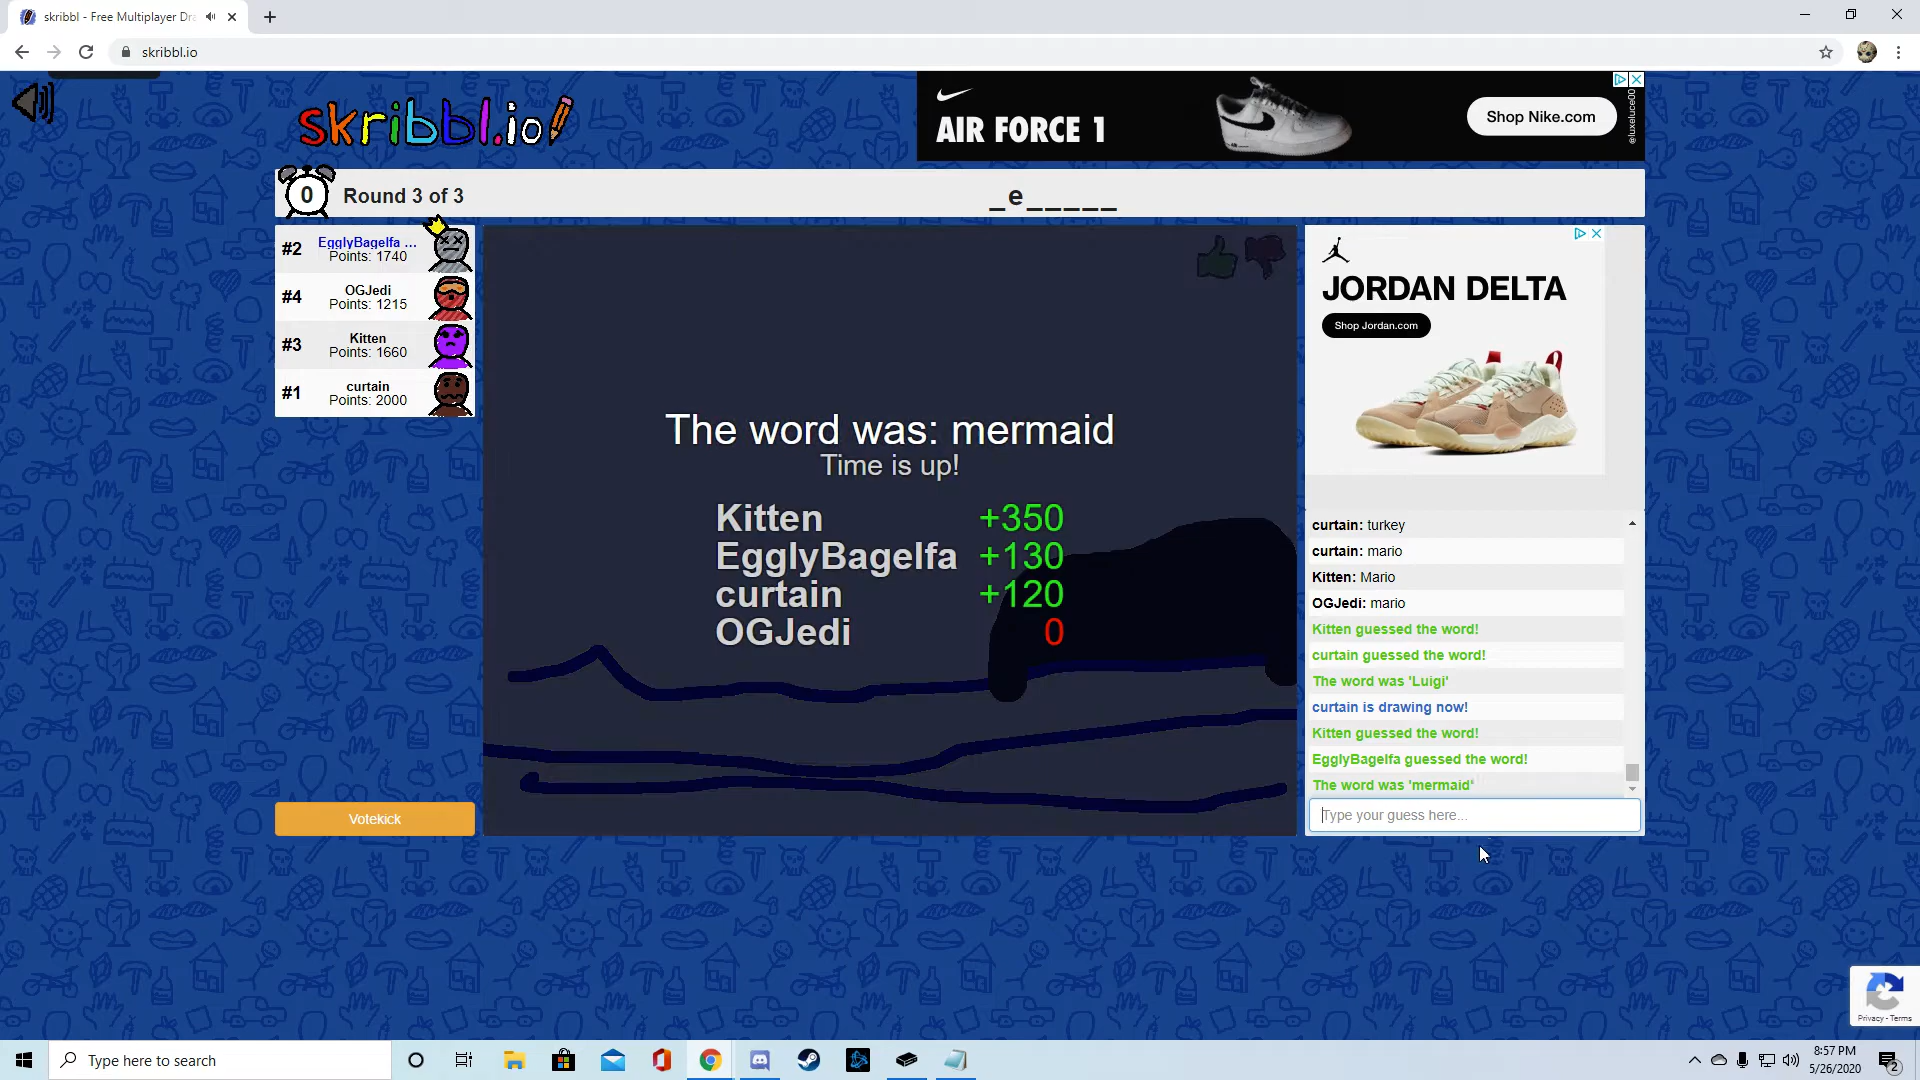 skribbl - Free Multiplayer Dra
skribbl.io
skribbl.io
AIR FORCE 1
Shop Nike.com
@luxeluce00
0
Round 3 of 3
_e_____
#2
EgglyBagelfa ...
Points: 1740
#4
OGJedi
Points: 1215
#3
Kitten
Points: 1660
#1
curtain
Points: 2000
Votekick
The word was: mermaid
Time is up!
Kitten +350
EgglyBagelfa +130
curtain +120
OGJedi 0
JORDAN DELTA
Shop Jordan.com
curtain: turkey
curtain: mario
Kitten: Mario
OGJedi: mario
Kitten guessed the word!
curtain guessed the word!
The word was 'Luigi'
curtain is drawing now!
Kitten guessed the word!
EgglyBagelfa guessed the word!
The word was 'mermaid'
Type your guess here...
Privacy - Terms
Type here to search
8:57 PM
5/26/2020
2